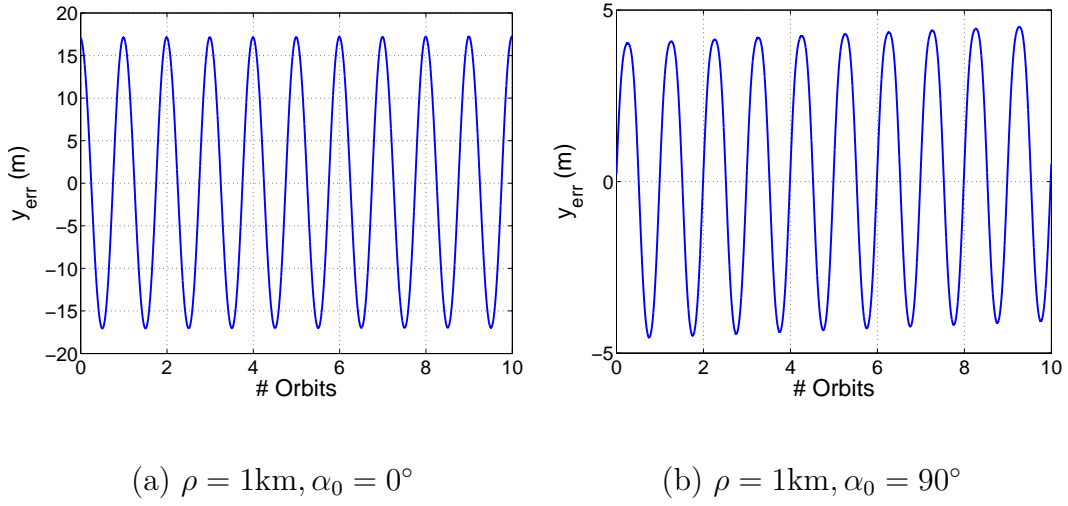 20
15
10
5
0
−5
−10
−15
−20
y_err (m)
0 2 4 6 8 10
# Orbits
(a) ρ = 1km, α₀ = 0°
5
0
−5
y_err (m)
0 2 4 6 8 10
# Orbits
(b) ρ = 1km, α₀ = 90°